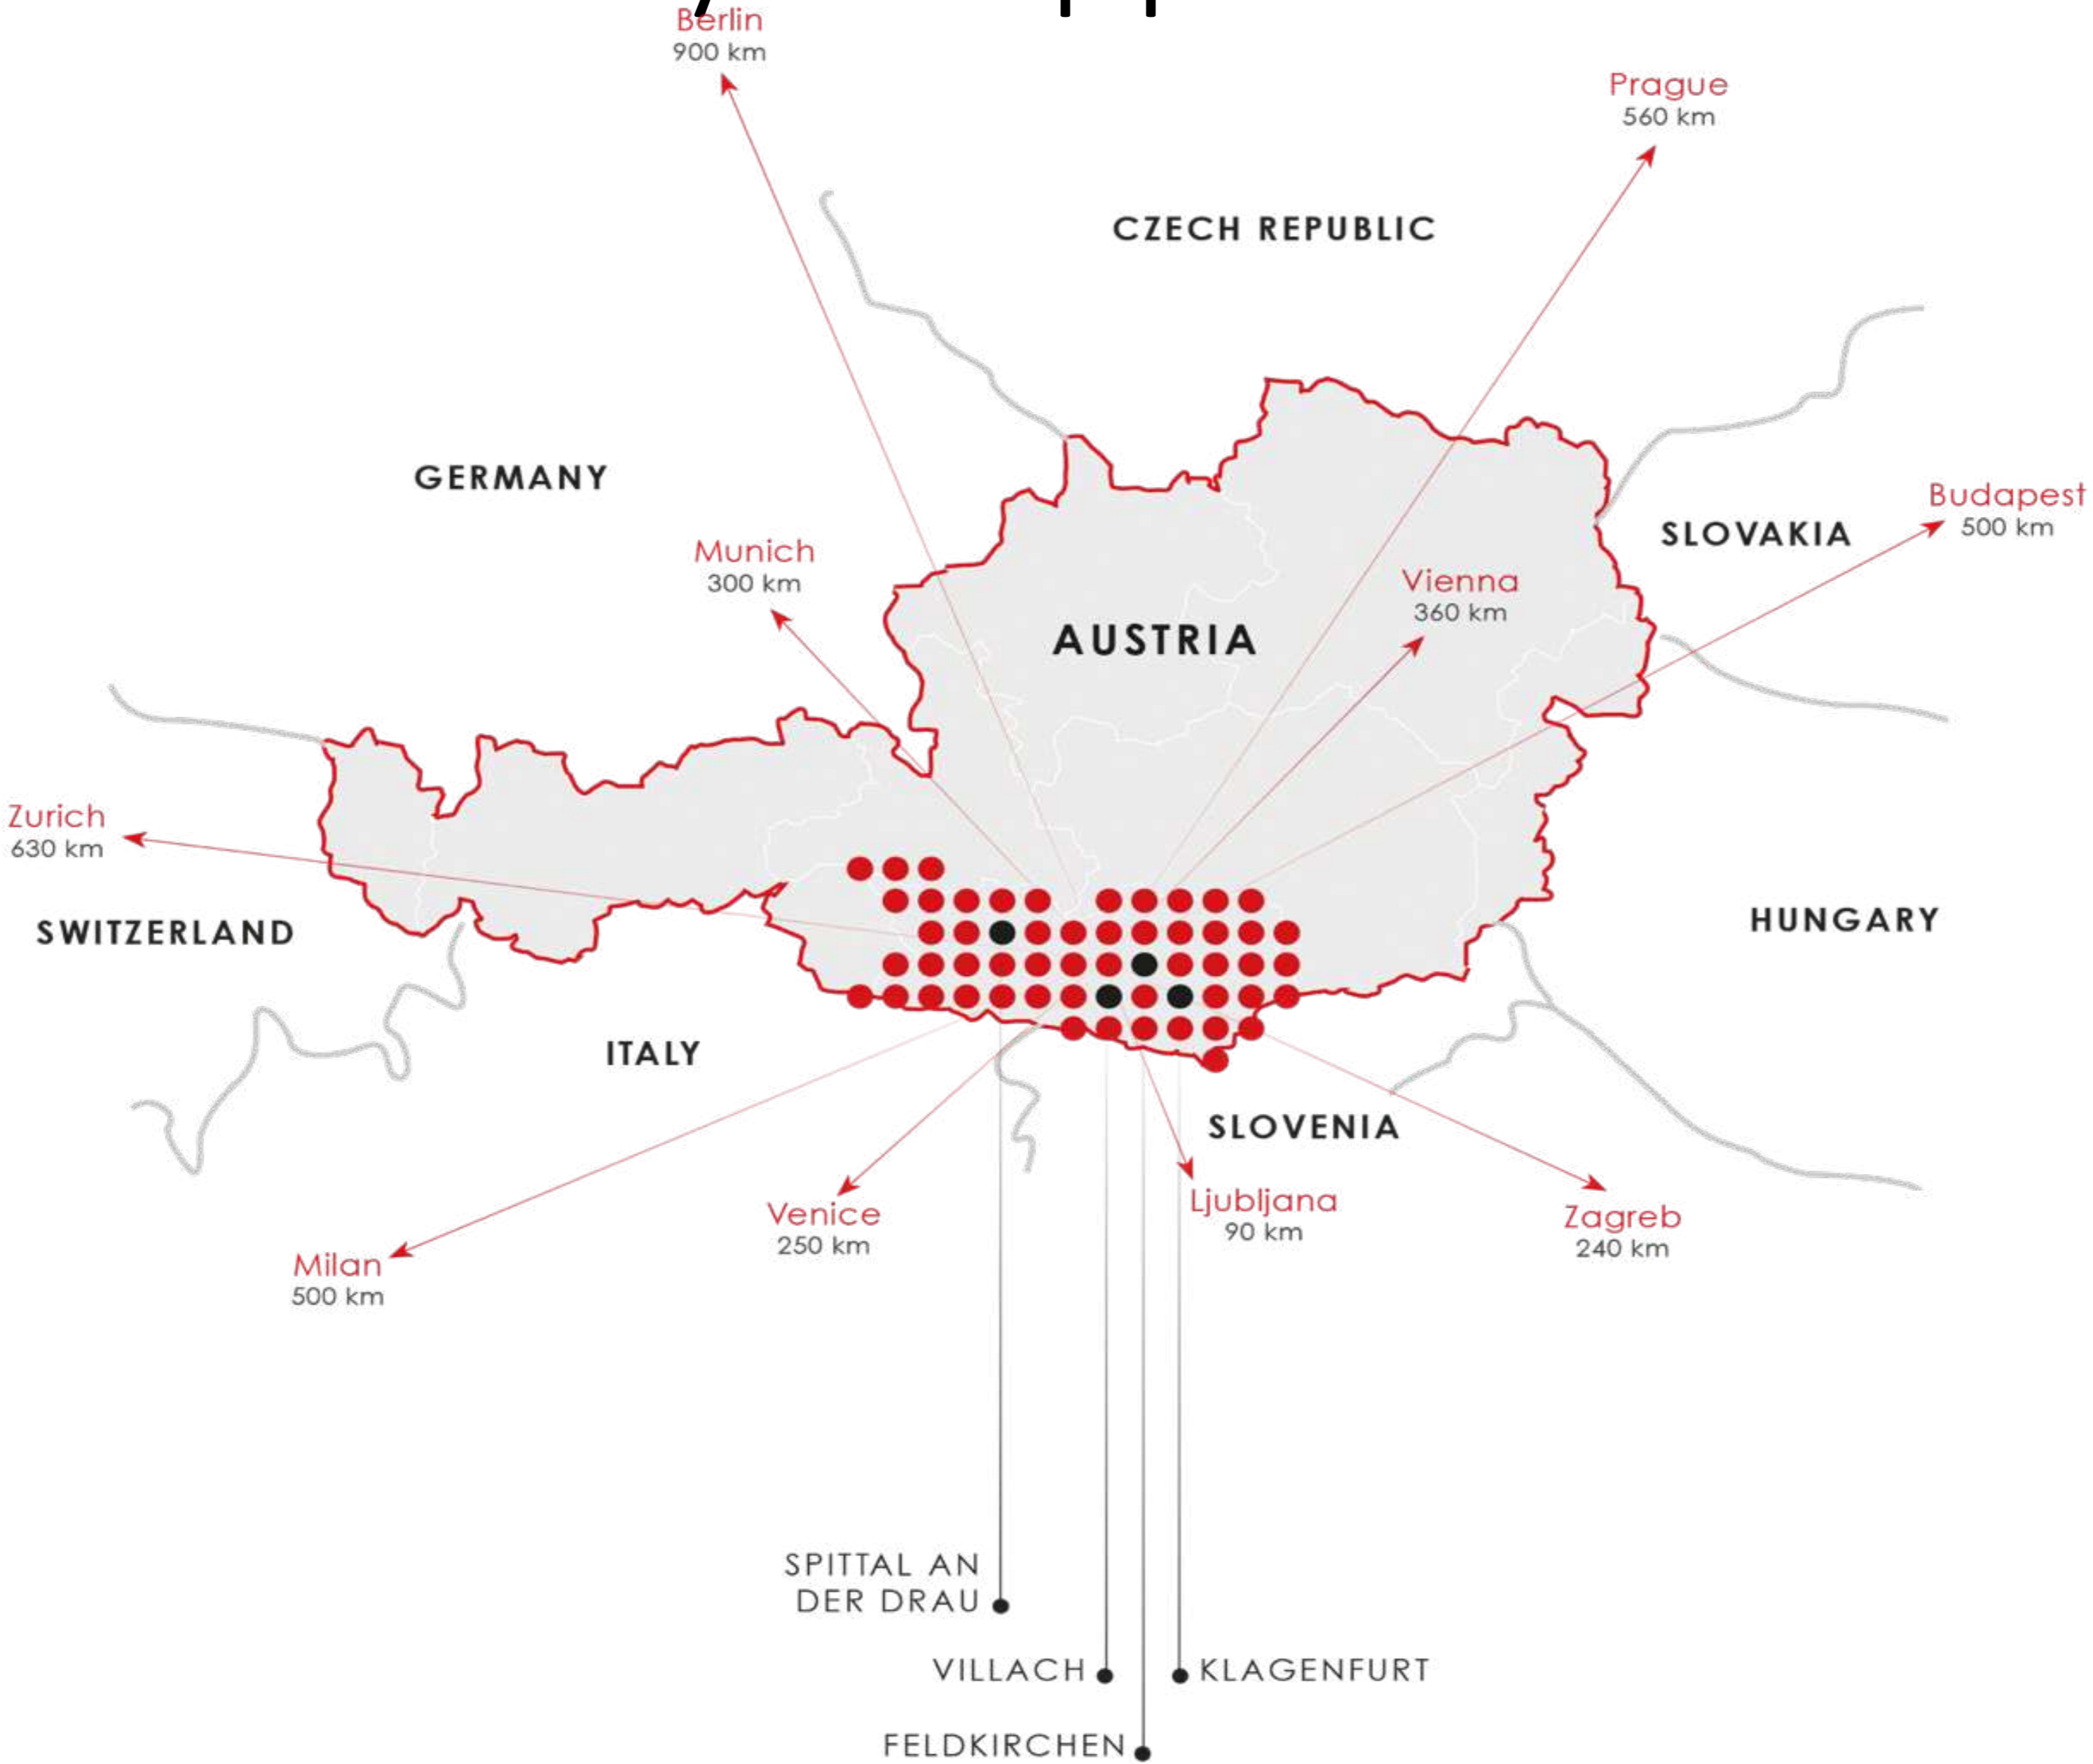 Berlin
900 km
Prague
560 km
CZECH REPUBLIC
GERMANY
Budapest
500 km
SLOVAKIA
Munich
300 km
Vienna
360 km
AUSTRIA
Zurich
630 km
SWITZERLAND
HUNGARY
ITALY
SLOVENIA
Ljubljana
90 km
Venice
250 km
Zagreb
240 km
Milan
500 km
SPITTAL AN
DER DRAU
VILLACH
KLAGENFURT
FELDKIRCHEN